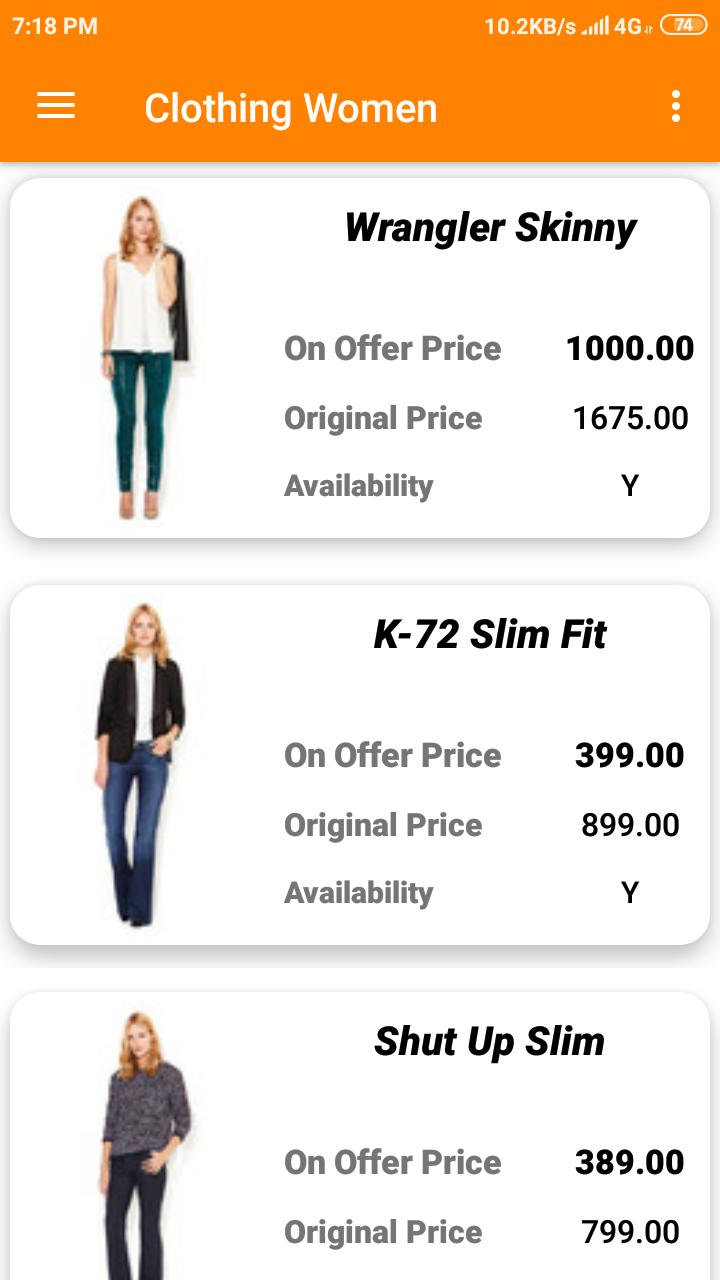 7:18 PM 10.2KB/s 4G 74
Clothing Women
Wrangler Skinny
On Offer Price 1000.00
Original Price 1675.00
Availability Y
K-72 Slim Fit
On Offer Price 399.00
Original Price 899.00
Availability Y
Shut Up Slim
On Offer Price 389.00
Original Price 799.00